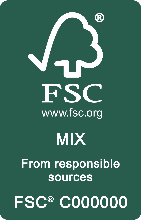 ®
FSC
www.fsc.org
MIX
From responsible
sources
FSC® C000000